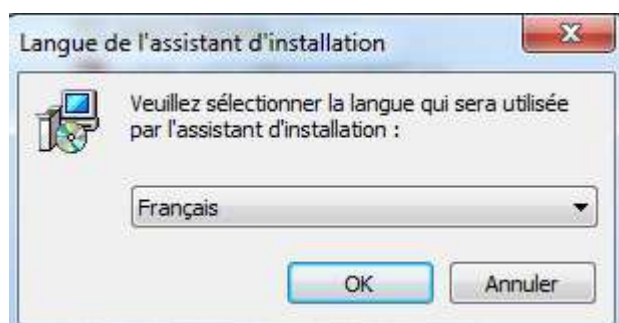 Langue de l'assistant d'installation
Veuillez sélectionner la langue qui sera utilisée
par l'assistant d'installation :
Français
OK
Annuler